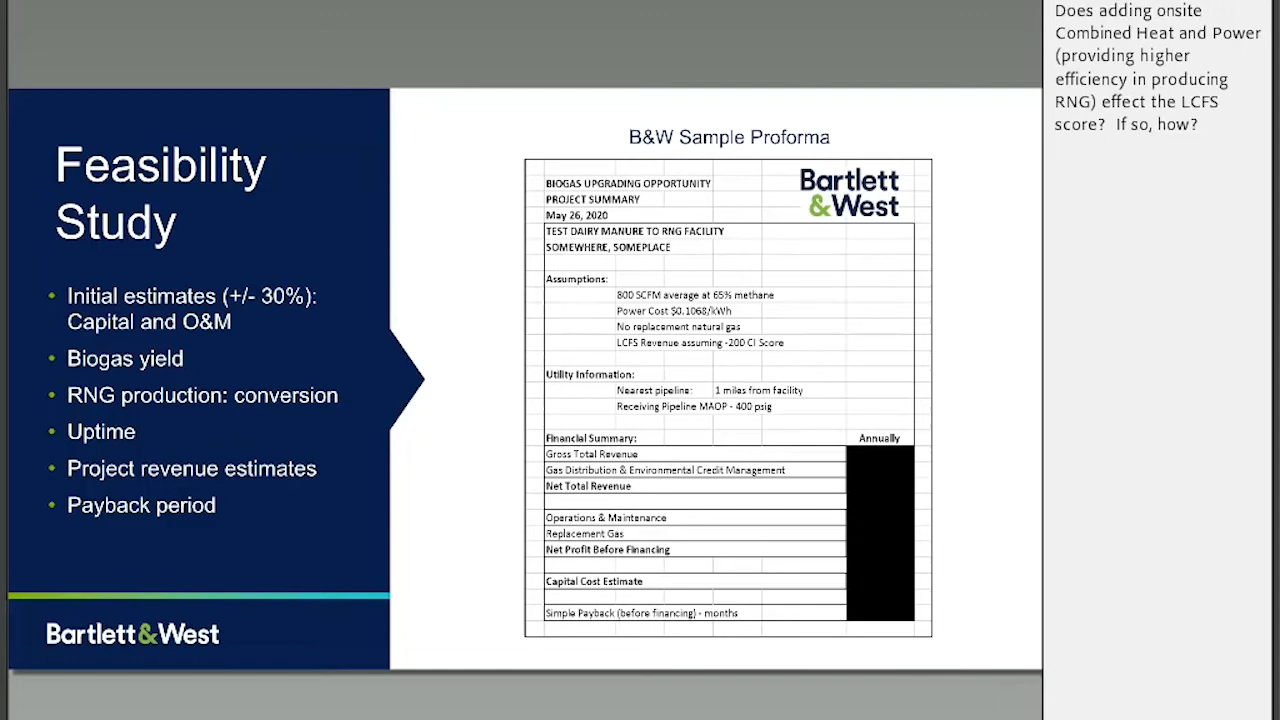 Feasibility
Study
• Initial estimates (+/- 30%):
Capital and O&M
• Biogas yield
• RNG production: conversion
• Uptime
• Project revenue estimates
• Payback period
Bartlett&West
B&W Sample Proforma
BIOGAS UPGRADING OPPORTUNITY
PROJECT SUMMARY
May 26, 2020
Bartlett
&West
TEST DAIRY MANURE TO RNG FACILITY
SOMEWHERE, SOMEPLACE
Assumptions:
800 SCFM average at 65% methane
Power Cost $0.1068/kWh
No replacement natural gas
LCFS Revenue assuming -200 CI Score
Utility Information:
Nearest pipeline: 1 miles from facility
Receiving Pipeline MAOP - 400 psig
Financial Summary: Annually
Gross Total Revenue
Gas Distribution & Environmental Credit Management
Net Total Revenue
Operations & Maintenance
Replacement Gas
Net Profit Before Financing
Capital Cost Estimate
Simple Payback (before financing) - months
Does adding onsite
Combined Heat and Power
(providing higher
efficiency in producing
RNG) effect the LCFS
score? If so, how?